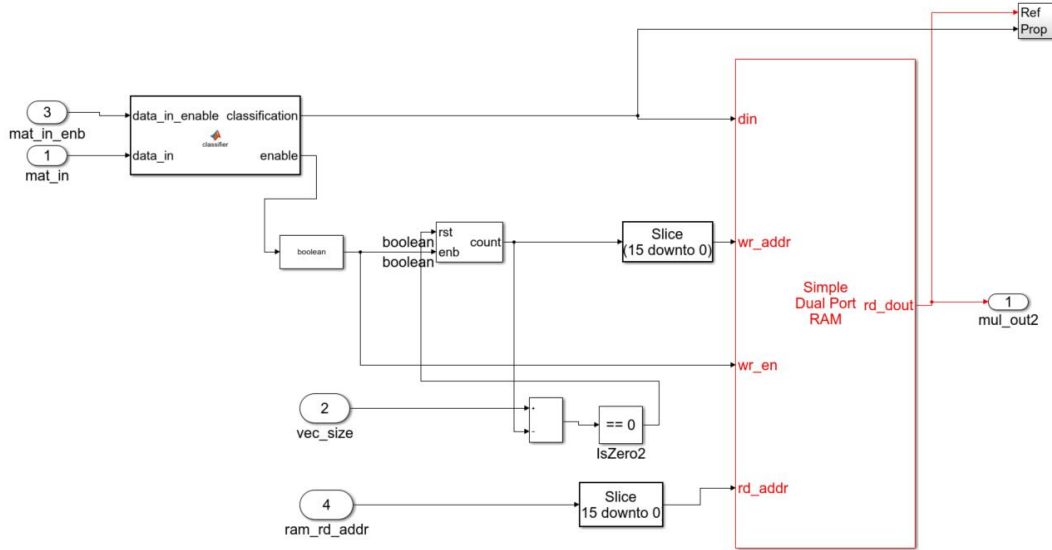 Ref
Prop
3
mat_in_enb
1
mat_in
data_in_enable
classification
classifier
data_in
enable
boolean
boolean
boolean
rst
enb
count
Slice
(15 downto 0)
din
wr_addr
Simple
Dual Port
RAM
rd_dout
1
mul_out2
wr_en
2
vec_size
+
-
== 0
IsZero2
rd_addr
4
ram_rd_addr
Slice
15 downto 0